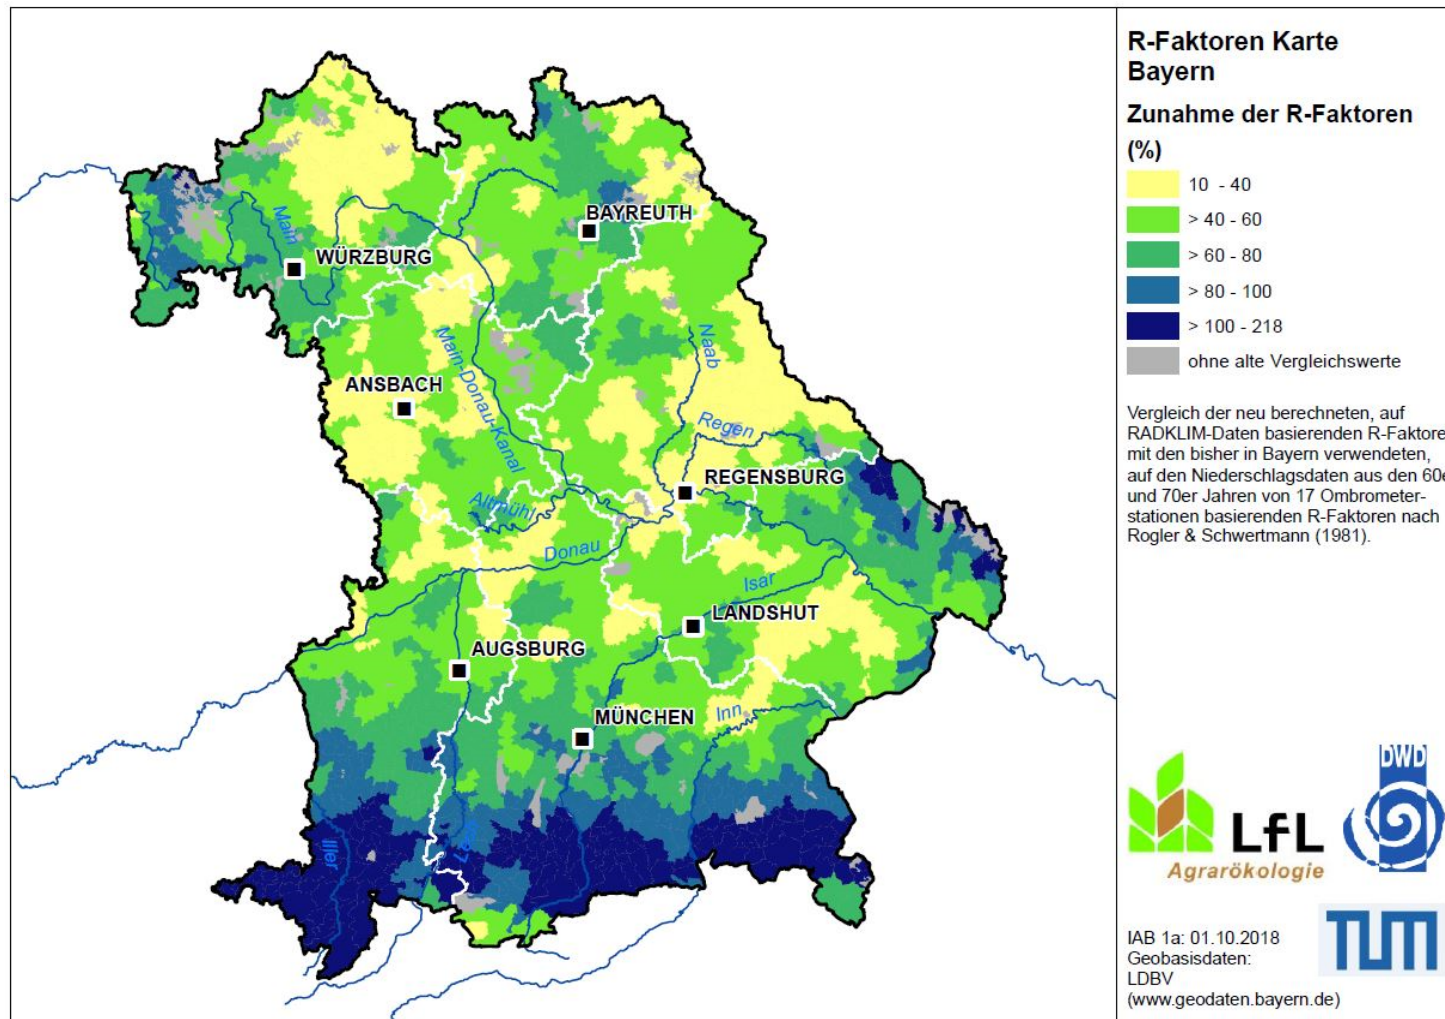 R-Faktoren Karte
Bayern
Zunahme der R-Faktoren
(%)
10 - 40
> 40 - 60
> 60 - 80
> 80 - 100
> 100 - 218
ohne alte Vergleichswerte
Vergleich der neu berechneten, auf
RADKLIM-Daten basierenden R-Faktore
mit den bisher in Bayern verwendeten,
auf den Niederschlagsdaten aus den 60e
und 70er Jahren von 17 Ombrometer-
stationen basierenden R-Faktoren nach
Rogler & Schwertmann (1981).
BAYREUTH
Main
WÜRZBURG
Main-Donau-Kanal
Naab
ANSBACH
Regen
REGENSBURG
Altmühl
Donau
Isar
LANDSHUT
AUGSBURG
MÜNCHEN
Inn
Iller
Lech
DWD
LfL
Agrarökologie
TUM
IAB 1a: 01.10.2018
Geobasisdaten:
LDBV
(www.geodaten.bayern.de)